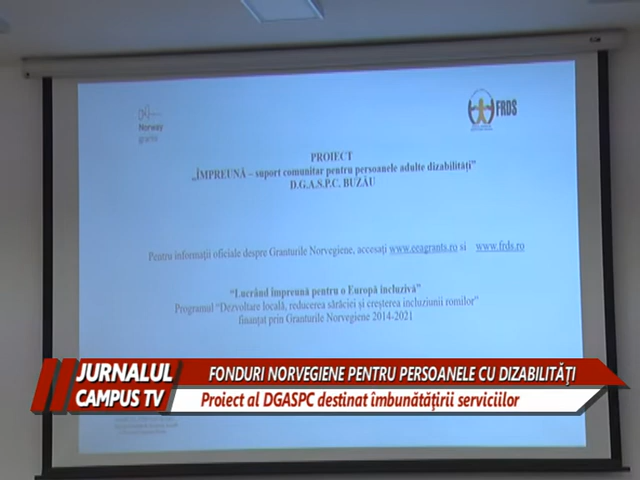 Norway
grants
FRDS
PROIECT
„ÎMPREUNĂ – suport comunitar pentru persoanele adulte dizabilități”
D.G.A.S.P.C. BUZĂU
Pentru informații oficiale despre Granturile Norvegiene, accesați www.eeagrants.ro si www.frds.ro
“Lucrând împreună pentru o Europă incluzivă”
Programul “Dezvoltare locală, reducerea sărăciei și creșterea incluziunii romilor”
finanțat prin Granturile Norvegiene 2014-2021
JURNALUL
CAMPUS TV
FONDURI NORVEGIENE PENTRU PERSOANELE CU DIZABILITĂŢI
Proiect al DGASPC destinat îmbunătăţirii serviciilor